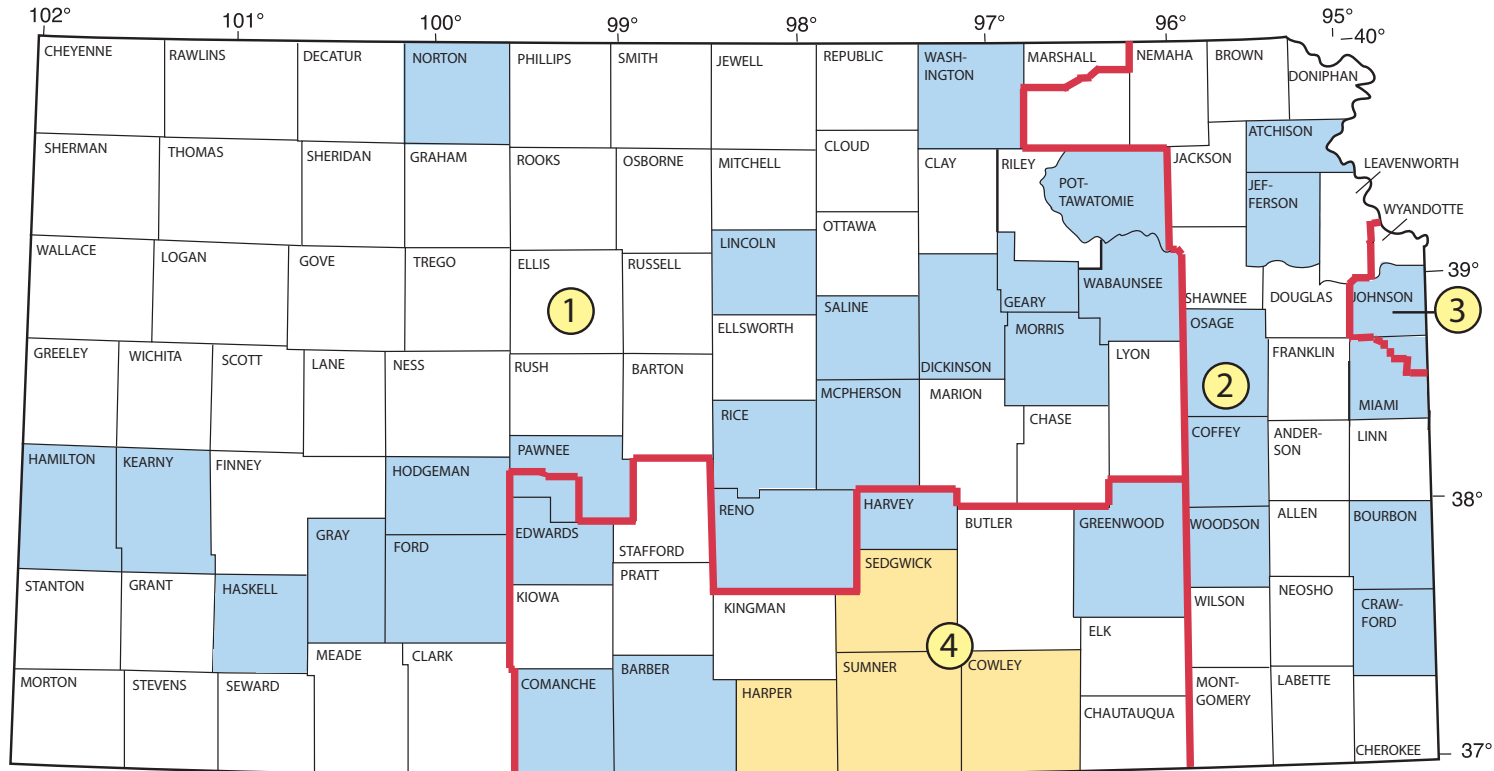 102°
101°
100°
99°
98°
97°
96°
95°
40°
CHEYENNE
RAWLINS
DECATUR
NORTON
PHILLIPS
SMITH
JEWELL
REPUBLIC
WASH-
INGTON
MARSHALL
NEMAHA
BROWN
DONIPHAN
ATCHISON
SHERMAN
THOMAS
SHERIDAN
GRAHAM
ROOKS
OSBORNE
MITCHELL
CLOUD
CLAY
RILEY
POT-
TAWATOMIE
JACKSON
JEF-
FERSON
LEAVENWORTH
WYANDOTTE
WALLACE
LOGAN
GOVE
TREGO
ELLIS
RUSSELL
LINCOLN
OTTAWA
SALINE
DICKINSON
GEARY
WABAUNSEE
SHAWNEE
DOUGLAS
JOHNSON
39°
1
3
ELLSWORTH
MORRIS
OSAGE
GREELEY
WICHITA
SCOTT
LANE
NESS
RUSH
BARTON
RICE
MCPHERSON
MARION
CHASE
LYON
2
FRANKLIN
MIAMI
HAMILTON
KEARNY
FINNEY
HODGEMAN
PAWNEE
COFFEY
ANDER-
SON
LINN
38°
GRAY
FORD
EDWARDS
STAFFORD
RENO
HARVEY
BUTLER
GREENWOOD
WOODSON
ALLEN
BOURBON
STANTON
GRANT
HASKELL
KIOWA
PRATT
KINGMAN
SEDGWICK
4
ELK
WILSON
NEOSHO
CRAW-
FORD
MORTON
STEVENS
SEWARD
MEADE
CLARK
COMANCHE
BARBER
HARPER
SUMNER
COWLEY
CHAUTAUQUA
MONT-
GOMERY
LABETTE
CHEROKEE
37°